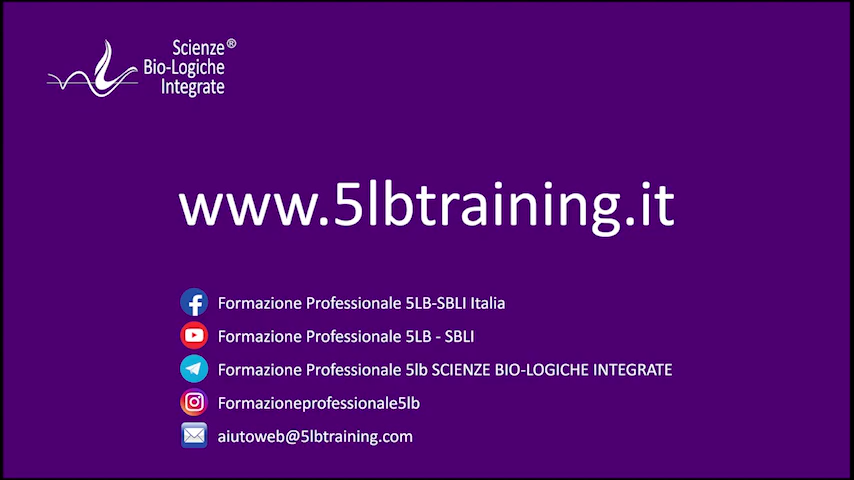 Scienze ®
Bio-Logiche
Integrate
www.5lbtraining.it
Formazione Professionale 5LB-SBLI Italia
Formazione Professionale 5LB - SBLI
Formazione Professionale 5lb SCIENZE BIO-LOGICHE INTEGRATE
Formazioneprofessionale5lb
aiutoweb@5lbtraining.com